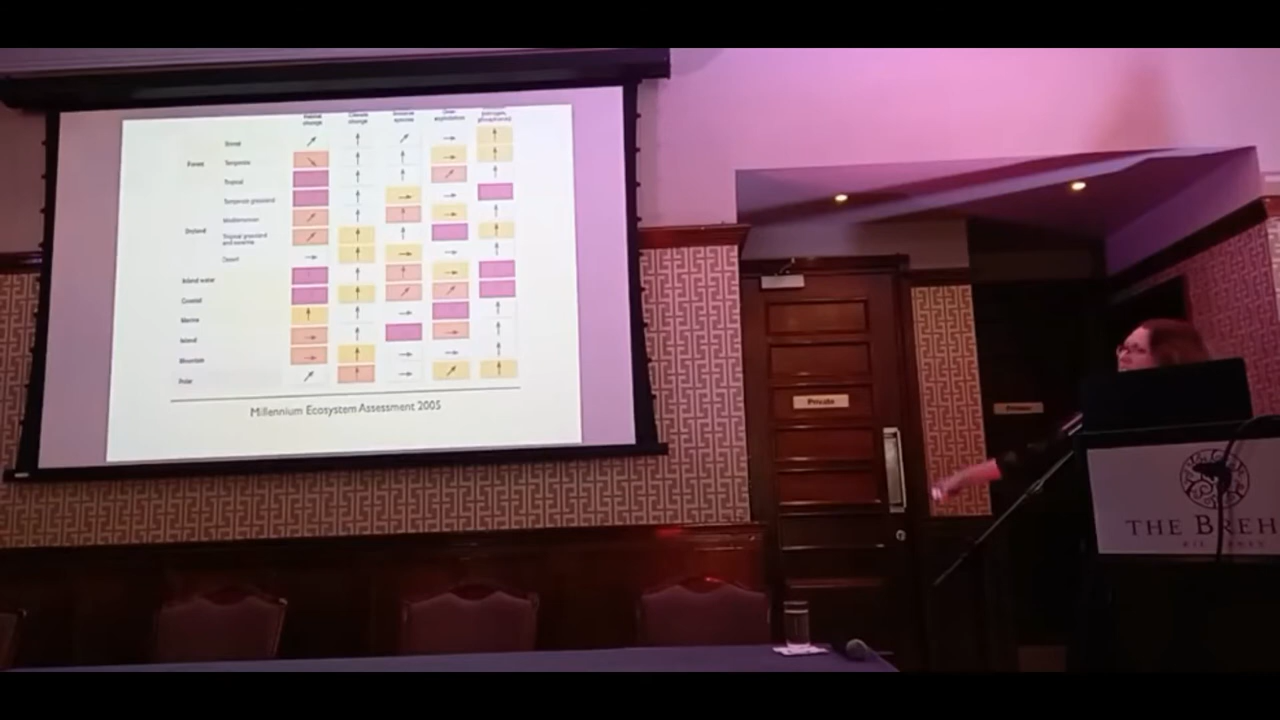 Habitat change Climate change Invasive species Over-exploitation (nitrogen, phosphorus)
Boreal
Forest Temperate
Tropical
Temperate grassland
Mediterranean
Dryland Tropical grassland and savanna
Desert
Inland water
Coastal
Marine
Island
Mountain
Polar
Millennium Ecosystem Assessment 2005
Private
Private
THE BREH